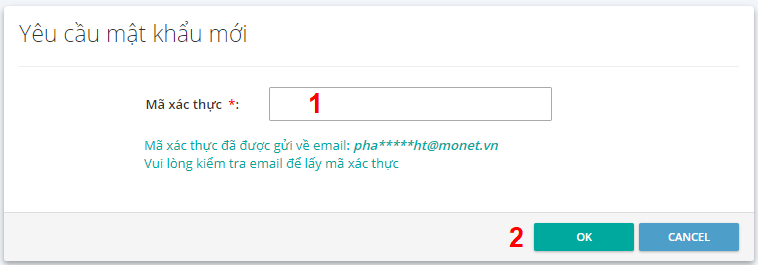 Yêu cầu mật khẩu mới
Mã xác thực *: 1
Mã xác thực đã được gửi về email: pha*****ht@monet.vn
Vui lòng kiểm tra email để lấy mã xác thực
2 OK CANCEL